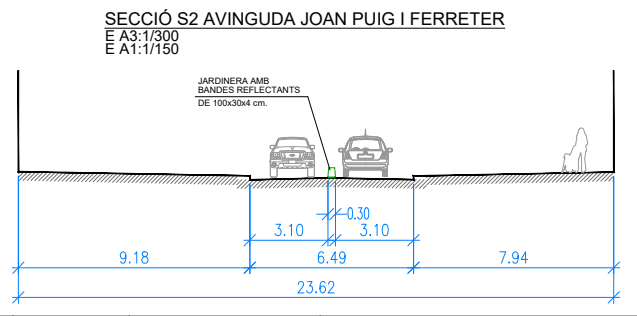 SECCIÓ S2 AVINGUDA JOAN PUIG I FERRETER
E A3:1/300
E A1:1/150
JARDINERA AMB
BANDES REFLECTANTS
DE 100x30x4 cm.
0.30
3.10 3.10
9.18 6.49 7.94
23.62